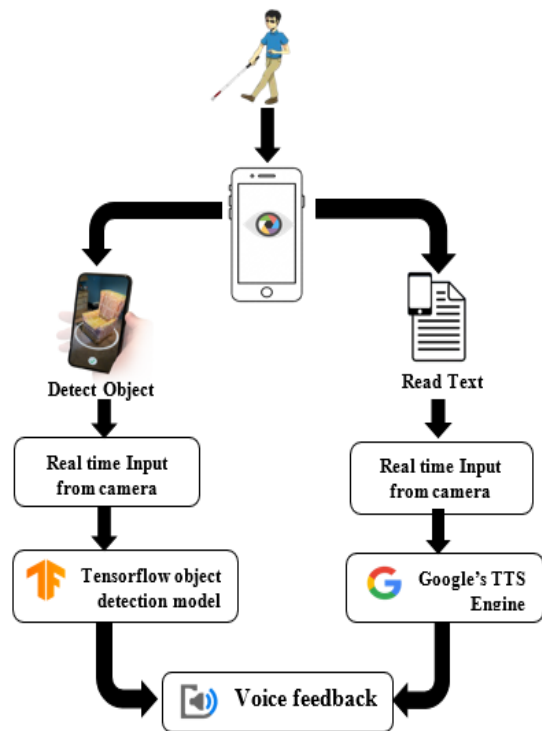 Detect Object
Read Text
Real time Input
from camera
Real time Input
from camera
Tensorflow object
detection model
Google's TTS
Engine
Voice feedback